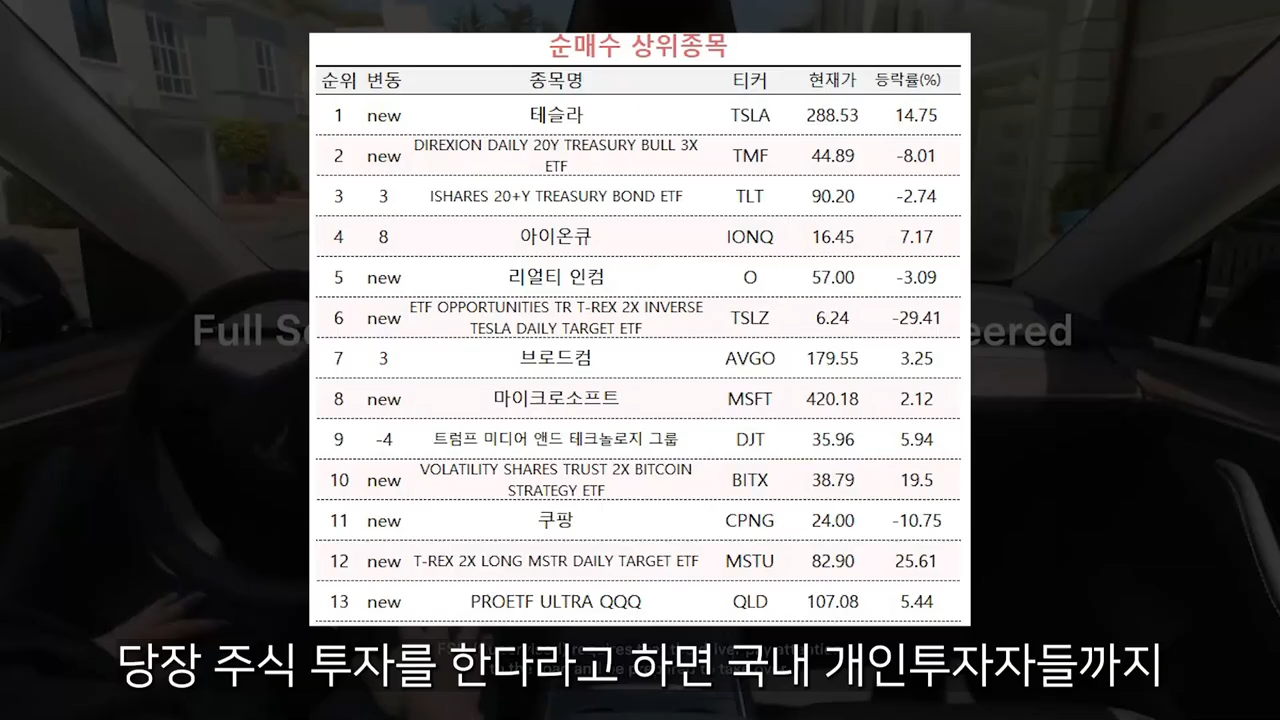 순매수 상위종목
순위 변동 종목명 티커 현재가 등락률(%)
1 new 테슬라 TSLA 288.53 14.75
2 new DIREXION DAILY 20Y TREASURY BULL 3X ETF TMF 44.89 -8.01
3 3 ISHARES 20+Y TREASURY BOND ETF TLT 90.20 -2.74
4 8 아이온큐 IONQ 16.45 7.17
5 new 리얼티 인컴 O 57.00 -3.09
6 new ETF OPPORTUNITIES TR T-REX 2X INVERSE TESLA DAILY TARGET ETF TSLZ 6.24 -29.41
7 3 브로드컴 AVGO 179.55 3.25
8 new 마이크로소프트 MSFT 420.18 2.12
9 -4 트럼프 미디어 앤드 테크놀로지 그룹 DJT 35.96 5.94
10 new VOLATILITY SHARES TRUST 2X BITCOIN STRATEGY ETF BITX 38.79 19.5
11 new 쿠팡 CPNG 24.00 -10.75
12 new T-REX 2X LONG MSTR DAILY TARGET ETF MSTU 82.90 25.61
13 new PROETF ULTRA QQQ QLD 107.08 5.44
Full
당장 주식 투자를 한다라고 하면 국내 개인투자자들까지